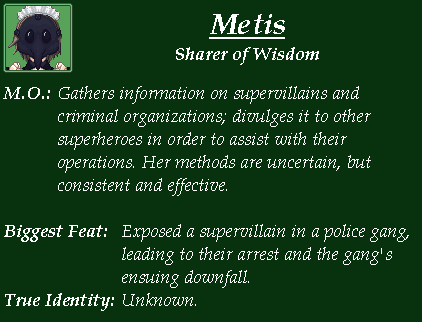 Metis
Sharer of Wisdom
M.O.: Gathers information on supervillains and
criminal organizations; divulges it to other
superheroes in order to assist with their
operations. Her methods are uncertain, but
consistent and effective.
Biggest Feat: Exposed a supervillain in a police gang,
leading to their arrest and the gang's
ensuing downfall.
True Identity: Unknown.